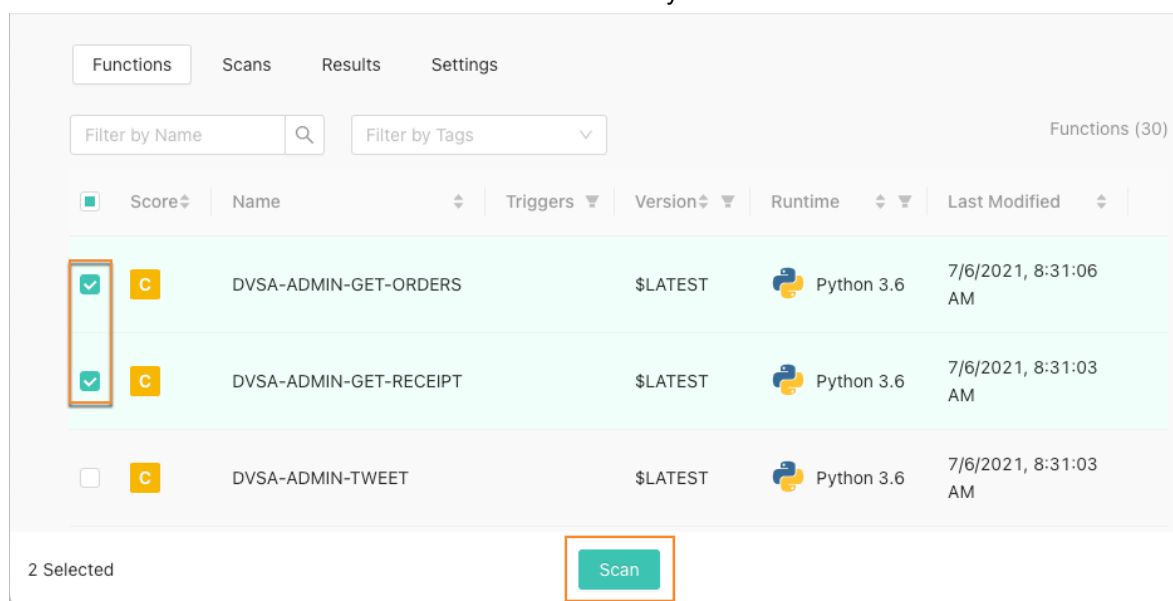 Functions Scans Results Settings
Filter by Name Filter by Tags Functions (30)
Score Name Triggers Version Runtime Last Modified
C DVSA-ADMIN-GET-ORDERS $LATEST Python 3.6 7/6/2021, 8:31:06
AM
C DVSA-ADMIN-GET-RECEIPT $LATEST Python 3.6 7/6/2021, 8:31:03
AM
C DVSA-ADMIN-TWEET $LATEST Python 3.6 7/6/2021, 8:31:03
AM
2 Selected Scan